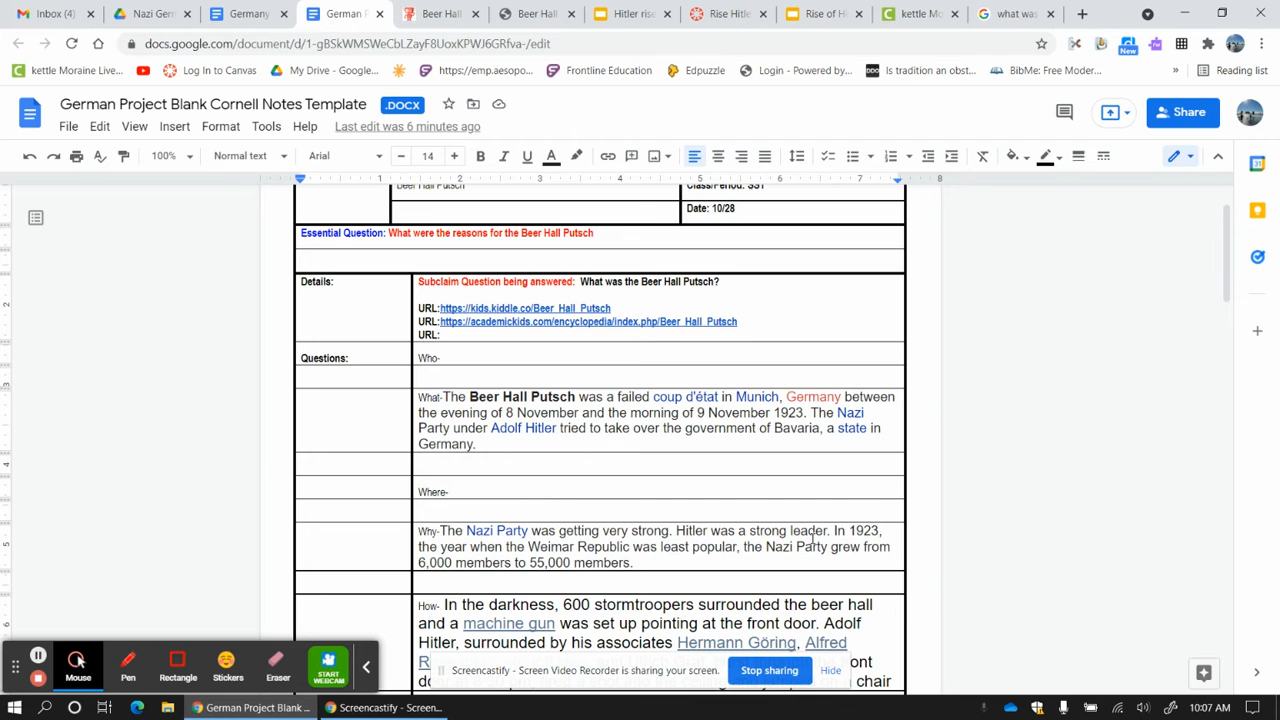 Inbox (4)
Nazi Germ
Germany
German P
Beer Hall
Beer Hall
Hitler rise
Rise Hitle
Rise of He
kettle Mo
what was
docs.google.com/document/d/1-gBSkWMSWeCbLZayF8UoxKPWJ6GRfva-/edit
New
kettle Moraine Live...
Log In to Canvas
My Drive - Google...
https://emp.aesopo...
Frontline Education
Edpuzzle
Login - Powered by...
Is tradition an obst...
BibMe: Free Moder...
Reading list
German Project Blank Cornell Notes Template
.DOCX
File Edit View Insert Format Tools Help
Last edit was 6 minutes ago
Share
100%
Normal text
Arial
14
1 2 3 4 5 6 7 8
Beer Hall Putsch
Class/Period: SST
Date: 10/28
Essential Question: What were the reasons for the Beer Hall Putsch
Details:
Subclaim Question being answered: What was the Beer Hall Putsch?
URL:https://kids.kiddle.co/Beer_Hall_Putsch
URL:https://academickids.com/encyclopedia/index.php/Beer_Hall_Putsch
URL:
Questions:
Who-
What-The Beer Hall Putsch was a failed coup d'état in Munich, Germany between
the evening of 8 November and the morning of 9 November 1923. The Nazi
Party under Adolf Hitler tried to take over the government of Bavaria, a state in
Germany.
Where-
Why-The Nazi Party was getting very strong. Hitler was a strong leader. In 1923,
the year when the Weimar Republic was least popular, the Nazi Party grew from
6,000 members to 55,000 members.
How- In the darkness, 600 stormtroopers surrounded the beer hall
and a machine gun was set up pointing at the front door. Adolf
Hitler, surrounded by his associates Hermann Göring, Alfred
ont
chair
Mouse
Pen
Rectangle
Stickers
Eraser
START WEBCAM
Screencastify - Screen Video Recorder is sharing your screen.
Stop sharing
Hide
German Project Blank...
Screencastify - Screen...
10:07 AM